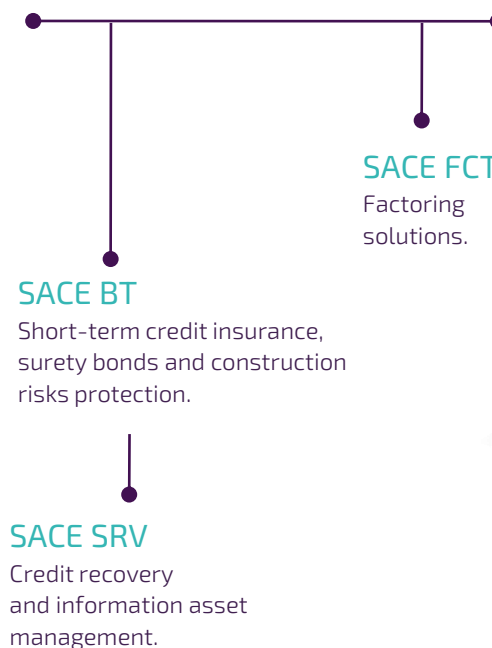 SACE FCT
Factoring
solutions.
SACE BT
Short-term credit insurance,
surety bonds and construction
risks protection.
SACE SRV
Credit recovery
and information asset
management.